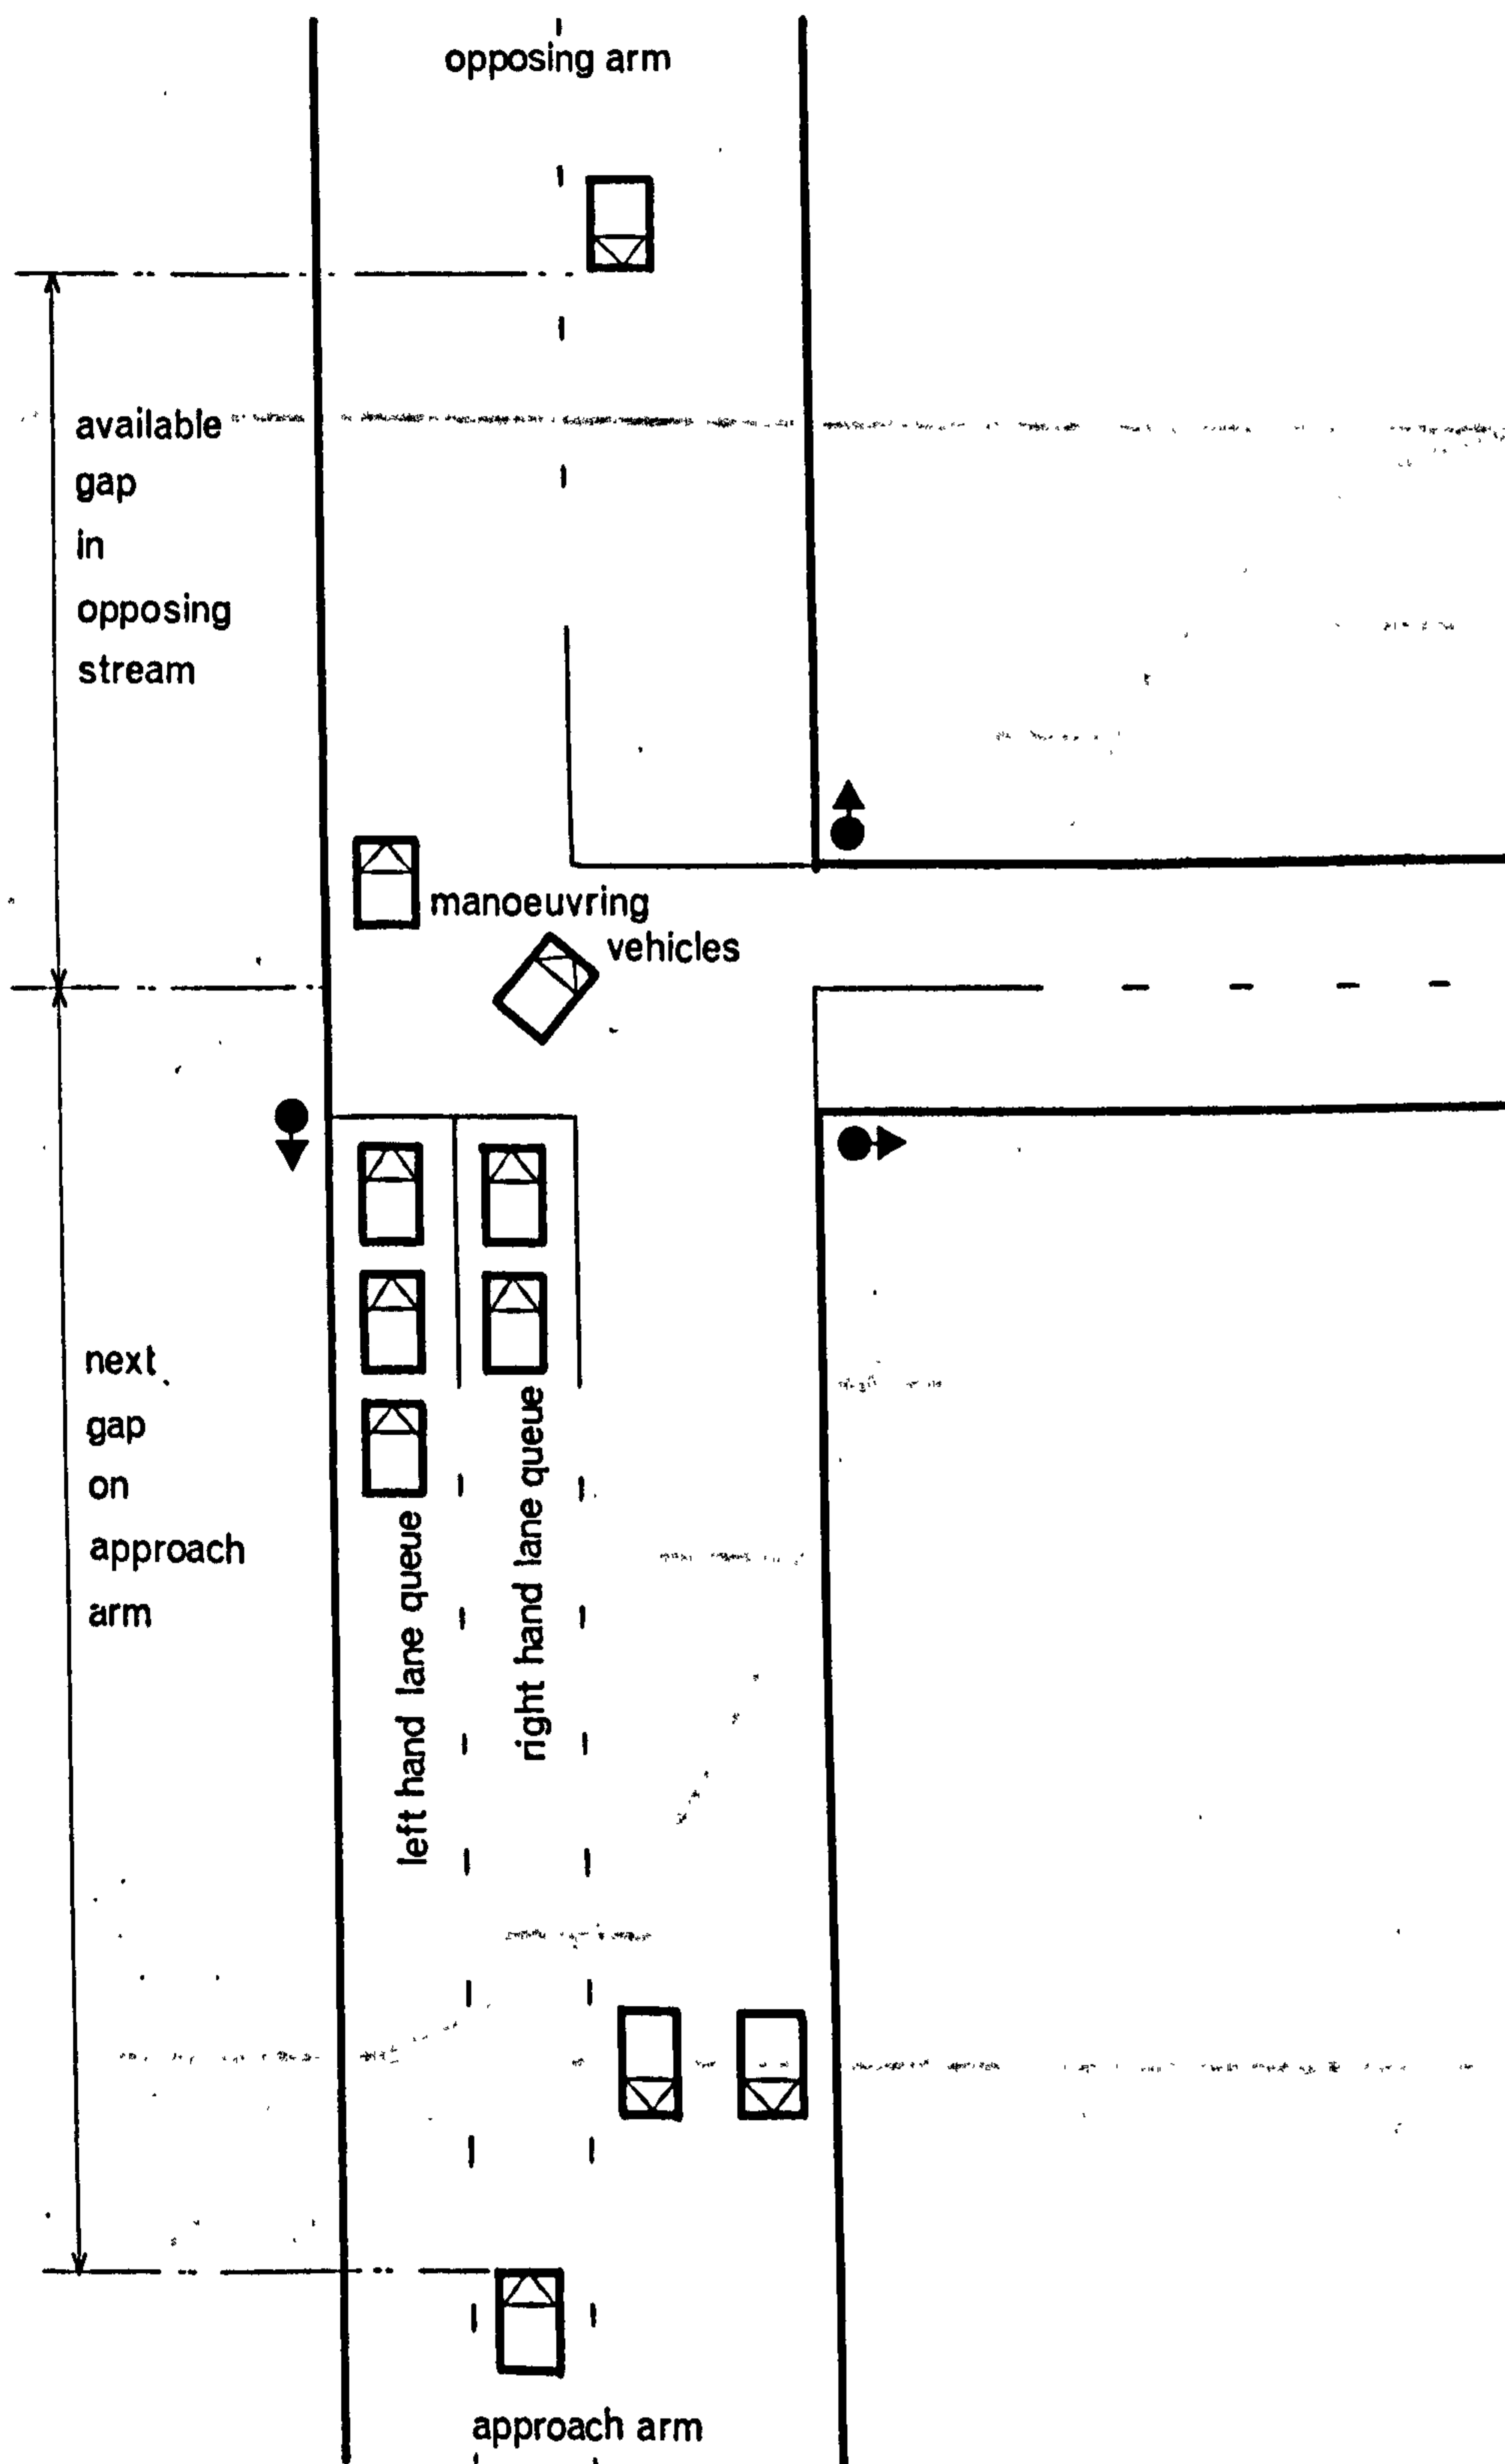 opposing arm
available
gap
in
opposing
stream
manoeuvring
vehicles
next
gap
on
approach
arm
left hand lane queue
right hand lane queue
approach arm